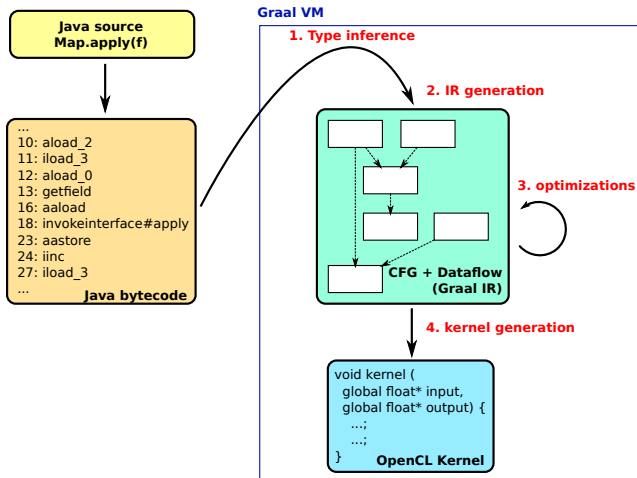 Graal VM
Java source
Map.apply(f)
1. Type inference
2. IR generation
...
10: aload_2
11: iload_3
12: aload_0
13: getfield
16: aaload
18: invokeinterface#apply
23: aastore
24: iinc
27: iload_3
...
Java bytecode
3. optimizations
CFG + Dataflow
(Graal IR)
4. kernel generation
void kernel (
global float* input,
global float* output) {
...;
...;
}
OpenCL Kernel